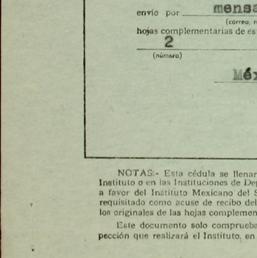 envío por mensa
(correo, r
hojas complementarias de es
2
(número)
Méx
NOTAS:- Esta cédula se llenar
Instituto o en las Instituciones de Dep
a favor del Instituto Mexicano del S
requisitado como acuse de recibo del
los originales de las hojas complemen
Este documento solo comprueba
pección que realizará el Instituto, en